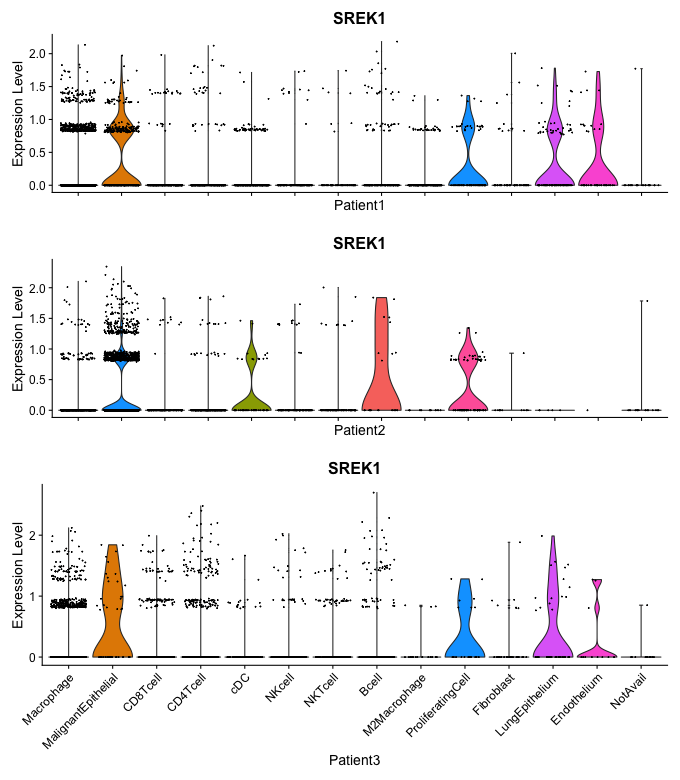 SREK1
Expression Level
2.0
1.5
1.0
0.5
0.0
Patient1
SREK1
Expression Level
2.0
1.5
1.0
0.5
0.0
Patient2
SREK1
Expression Level
2
1
0
Macrophage
MalignantEpithelial
CD8Tcell
CD4Tcell
cDC
NKcell
NKTcell
Bcell
M2Macrophage
ProliferatingCell
Fibroblast
LungEpithelium
Endothelium
NotAvail
Patient3